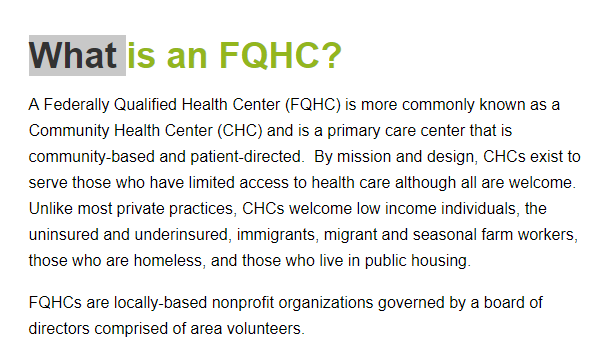 What is an FQHC?
A Federally Qualified Health Center (FQHC) is more commonly known as a
Community Health Center (CHC) and is a primary care center that is
community-based and patient-directed.  By mission and design, CHCs exist to
serve those who have limited access to health care although all are welcome.
Unlike most private practices, CHCs welcome low income individuals, the
uninsured and underinsured, immigrants, migrant and seasonal farm workers,
those who are homeless, and those who live in public housing.
FQHCs are locally-based nonprofit organizations governed by a board of
directors comprised of area volunteers.